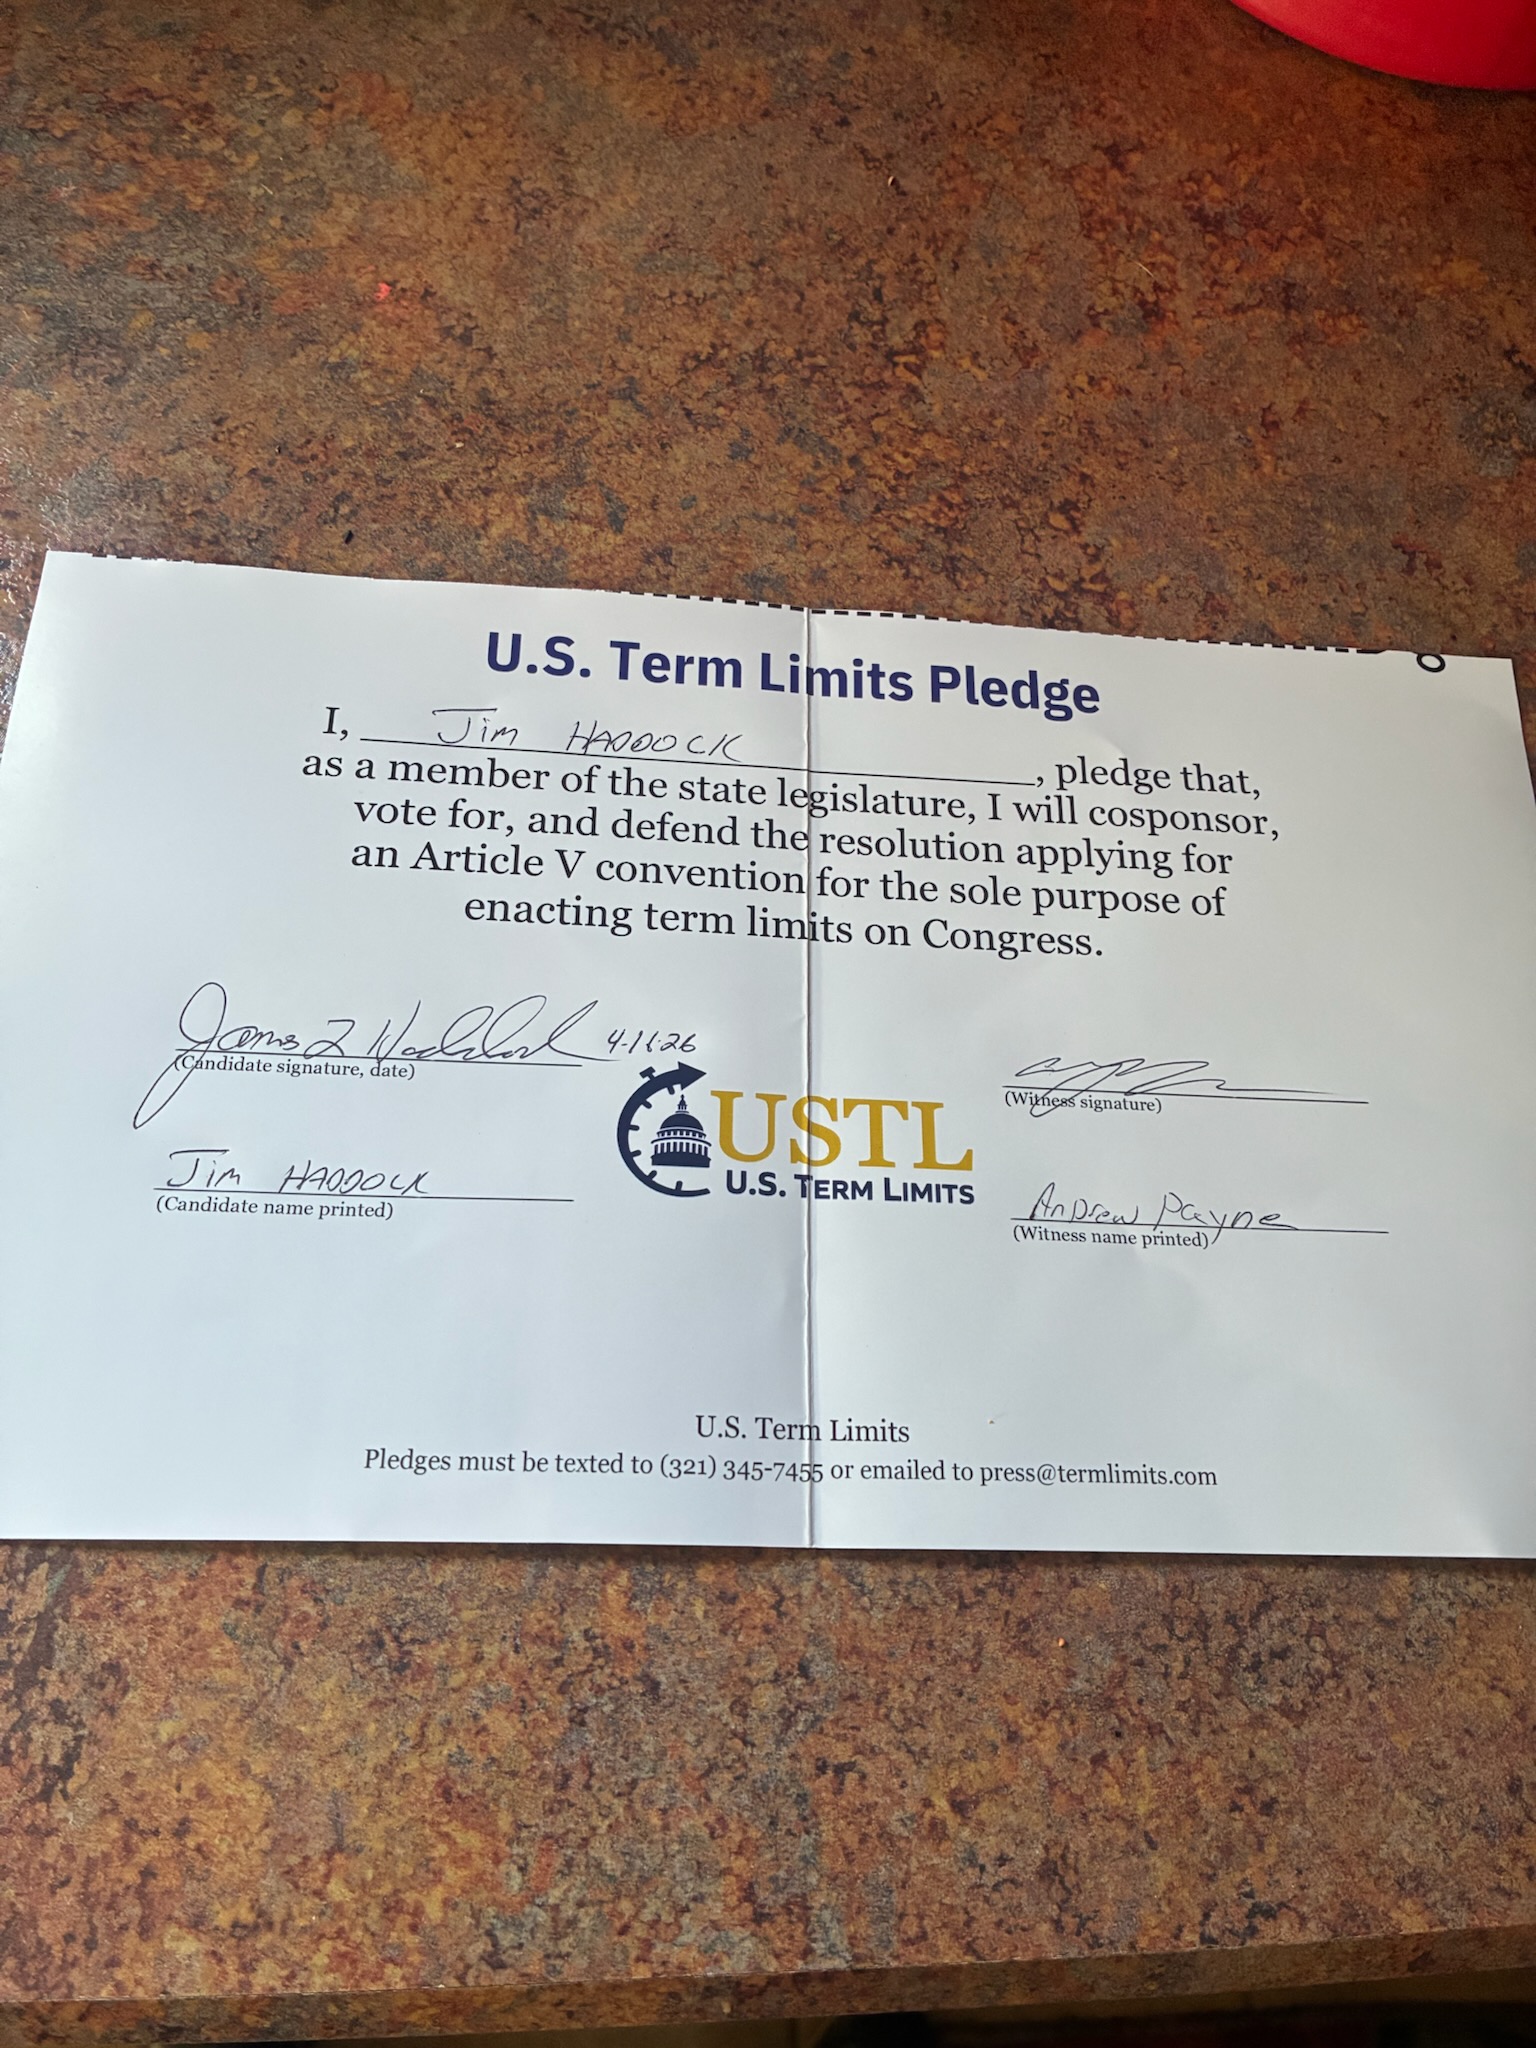 U.S. Term Limits Pledge
I, Jim HADDOCK, pledge that,
as a member of the state legislature, I will cosponsor,
vote for, and defend the resolution applying for
an Article V convention for the sole purpose of
enacting term limits on Congress.
James L Haddock
(Candidate signature, date)
Jim HADDOCK
(Candidate name printed)
USTL
U.S. TERM LIMITS
(Witness signature)
Andrew Payne
(Witness name printed)
U.S. Term Limits
Pledges must be texted to (321) 345-7455 or emailed to press@termlimits.com